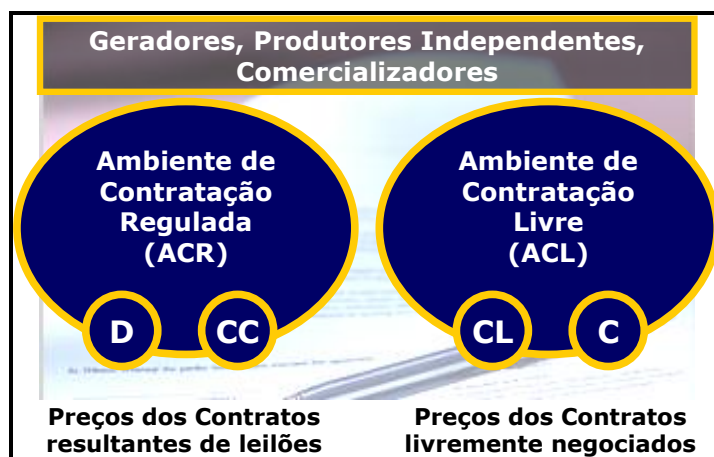 Geradores, Produtores Independentes,
Comercializadores
Ambiente de
Contratação
Regulada
(ACR)
D
CC
Ambiente de
Contratação
Livre
(ACL)
CL
C
Preços dos Contratos
resultantes de leilões
Preços dos Contratos
livremente negociados